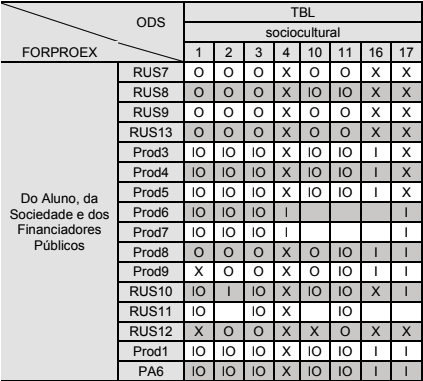 ODS TBL
sociocultural
FORPROEX 1 2 3 4 10 11 16 17
Do Aluno, da
Sociedade e dos
Financiadores
Públicos
RUS7 O O O X O O X X
RUS8 O O O X IO IO X X
RUS9 O O O X O O X X
RUS13 O O O X O O X X
Prod3 IO IO IO X IO IO I X
Prod4 IO IO IO X IO IO I X
Prod5 IO IO IO X IO IO I X
Prod6 IO IO IO I I
Prod7 IO IO IO I I
Prod8 O O O X O IO I I
Prod9 X O O X O IO I I
RUS10 IO I IO X IO IO X I
RUS11 IO IO X IO
RUS12 X O O X X O X X
Prod1 IO IO IO X IO IO I I
PA6 IO IO IO X IO IO I I